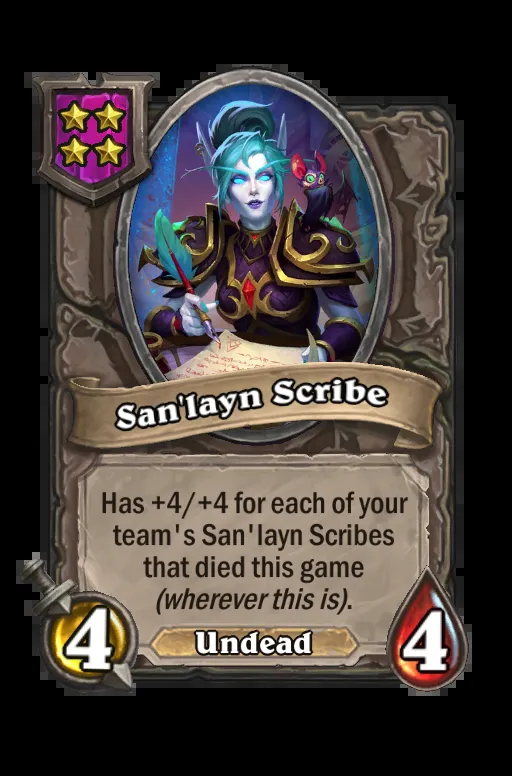 San'layn Scribe
Has +4/+4 for each of your
team's San'layn Scribes
that died this game
(wherever this is).
4
Undead
4